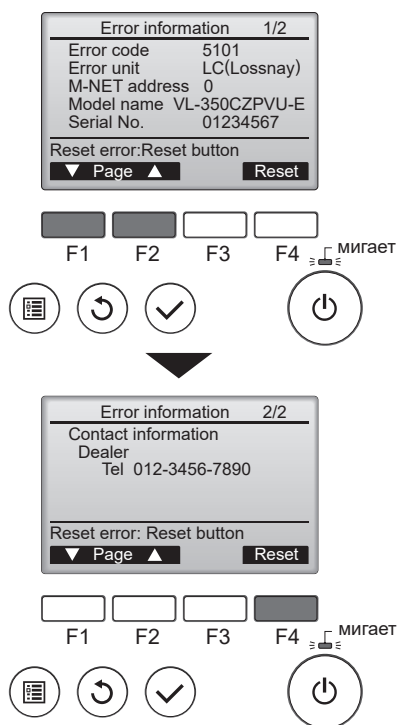 Error information 1/2
Error code 5101
Error unit LC(Lossnay)
M-NET address 0
Model name VL-350CZPVU-E
Serial No. 01234567
Reset error:Reset button
▼ Page ▲ Reset
F1 F2 F3 F4 мигает
Error information 2/2
Contact information
Dealer
Tel 012-3456-7890
Reset error: Reset button
▼ Page ▲ Reset
F1 F2 F3 F4 мигает